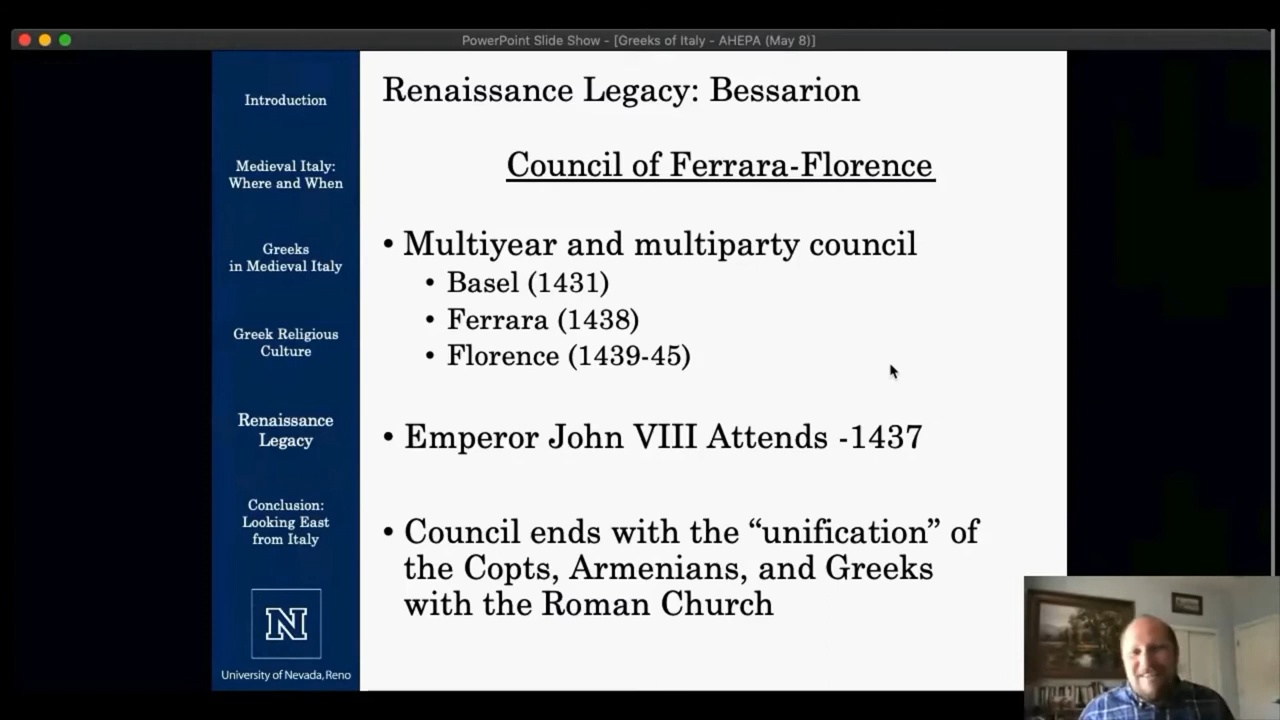 PowerPoint Slide Show - [Greeks of Italy - AHEPA (May 8)]
Introduction
Medieval Italy:
Where and When
Greeks
in Medieval Italy
Greek Religious
Culture
Renaissance
Legacy
Conclusion:
Looking East
from Italy
N
University of Nevada, Reno
Renaissance Legacy: Bessarion
Council of Ferrara-Florence
• Multiyear and multiparty council
• Basel (1431)
• Ferrara (1438)
• Florence (1439-45)
• Emperor John VIII Attends -1437
• Council ends with the “unification” of
the Copts, Armenians, and Greeks
with the Roman Church